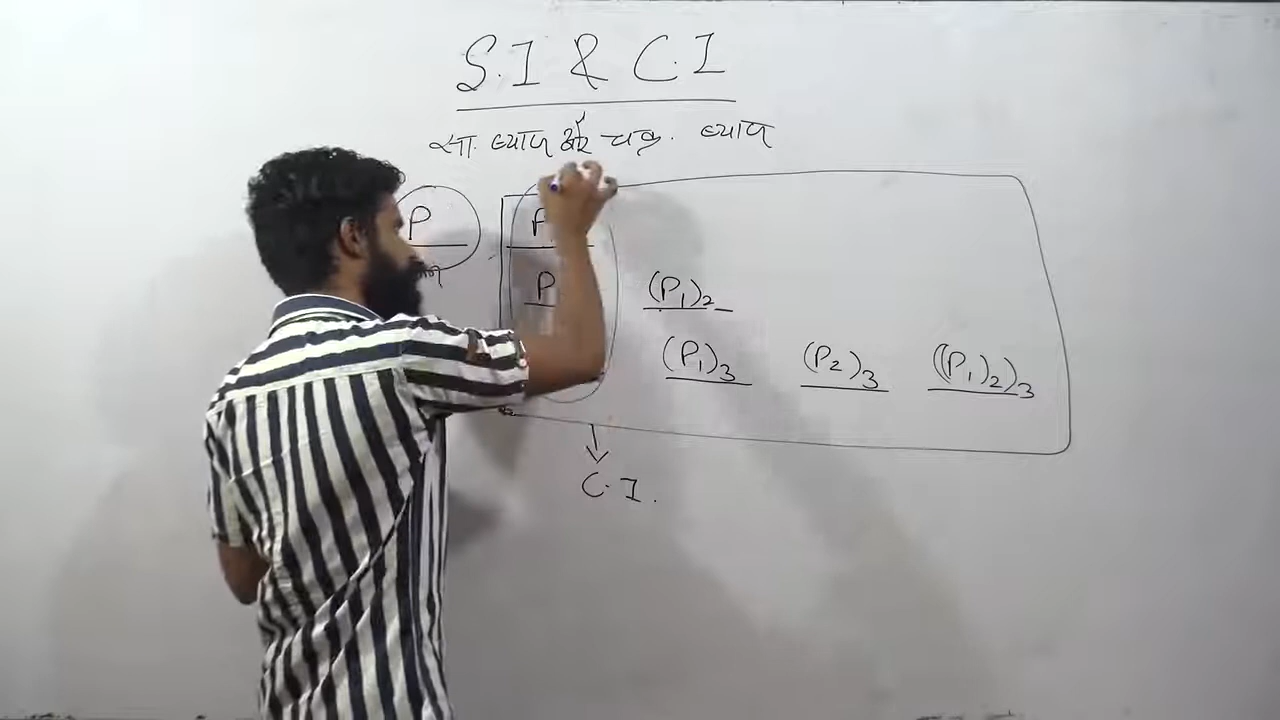 S.I & C.I
सा ब्याज और चक्र. ब्याज
P P
P (P₁)₂
(P₁)₃ (P₂)₃ ((P₁)₂)₃
C.I.